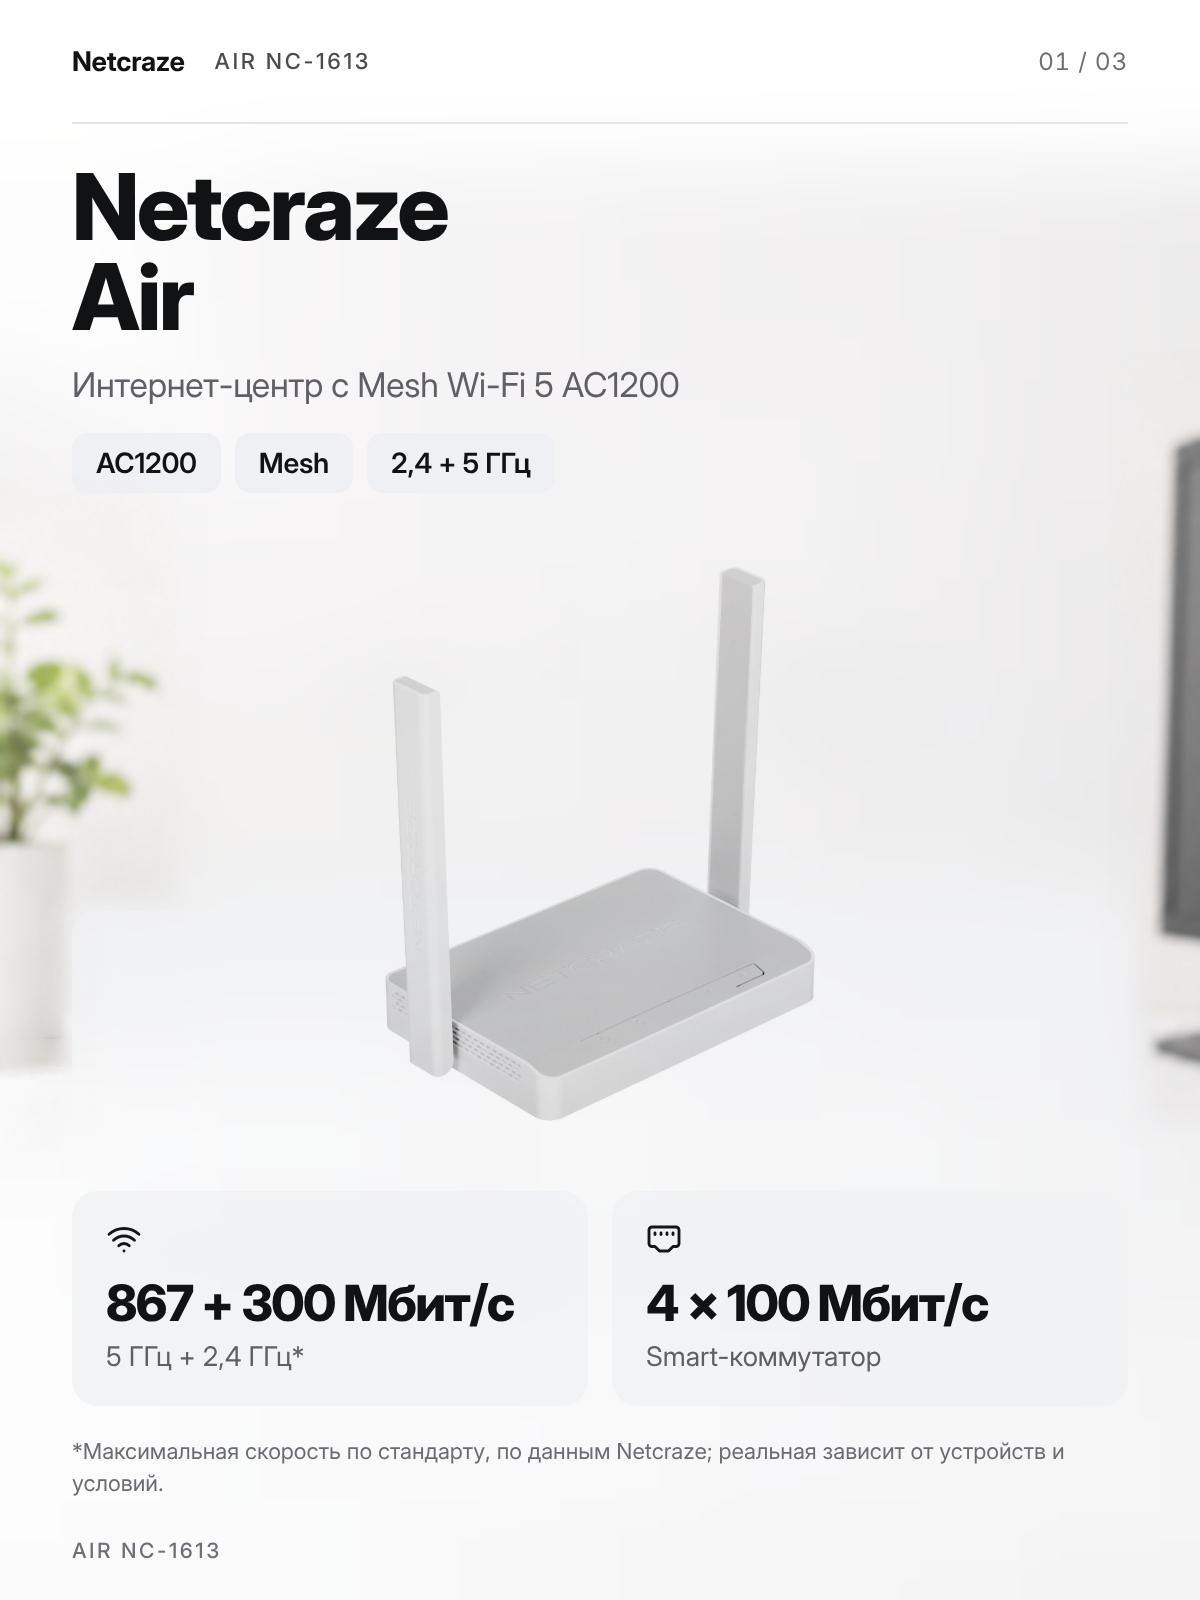 Netcraze AIR NC-1613 01 / 03
Netcraze
Air
Интернет-центр с Mesh Wi-Fi 5 AC1200
AC1200 Mesh 2,4 + 5 ГГц
NETCRAZE
867 + 300 Мбит/с
5 ГГц + 2,4 ГГц*
4 × 100 Мбит/с
Smart-коммутатор
*Максимальная скорость по стандарту, по данным Netcraze; реальная зависит от устройств и
условий.
AIR NC-1613